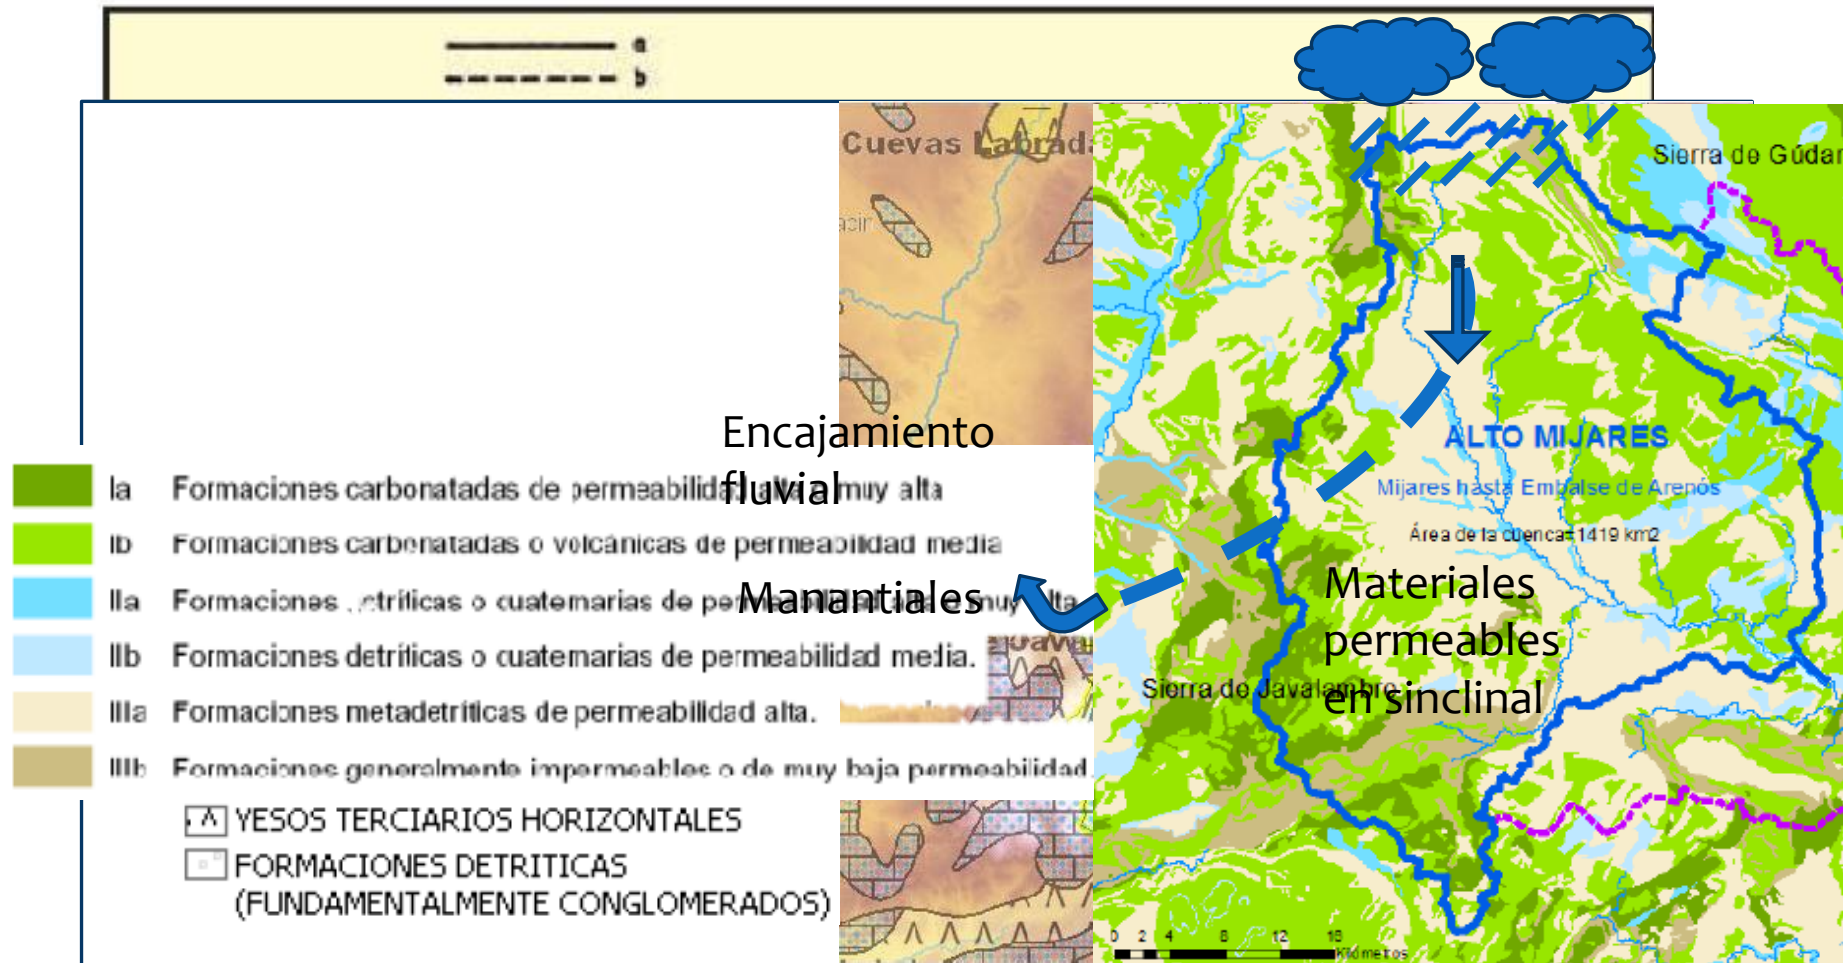 a
b
Cuevas Labrada
Sierra de Gúdar
Encajamiento
fluvial
ALTO MIJARES
Mijares hasta Embalse de Arenós
Área de la cuenca=1419 km2
Ia Formaciones carbonatadas de permeabilidad alta a muy alta
Ib Formaciones carbonatadas o volcánicas de permeabilidad media
IIa Formaciones detríticas o cuaternarias de permeabilidad alta o muy alta
Manantiales
IIb Formaciones detríticas o cuaternarias de permeabilidad media.
IIIa Formaciones metadetríticas de permeabilidad alta.
IIIb Formaciones generalmente impermeables o de muy baja permeabilidad.
Materiales
permeables
en sinclinal
Sierra de Javalambre
YESOS TERCIARIOS HORIZONTALES
FORMACIONES DETRITICAS
(FUNDAMENTALMENTE CONGLOMERADOS)
0 2 4 8 12 16
Kilómetros